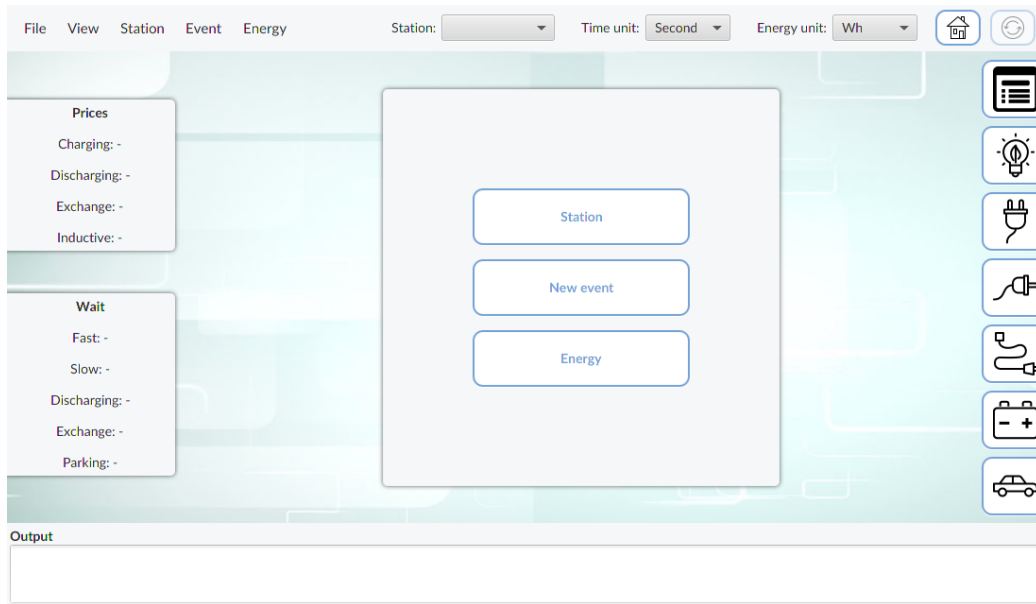 File View Station Event Energy Station: Time unit: Second Energy unit: Wh
Prices
Charging: -
Discharging: -
Exchange: -
Inductive: -
Wait
Fast: -
Slow: -
Discharging: -
Exchange: -
Parking: -
Station
New event
Energy
Output